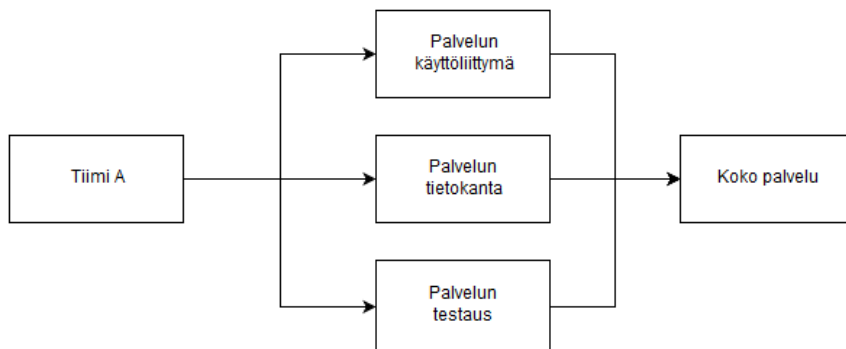 Palvelun
käyttöliittymä
Tiimi A
Palvelun
tietokanta
Koko palvelu
Palvelun
testaus